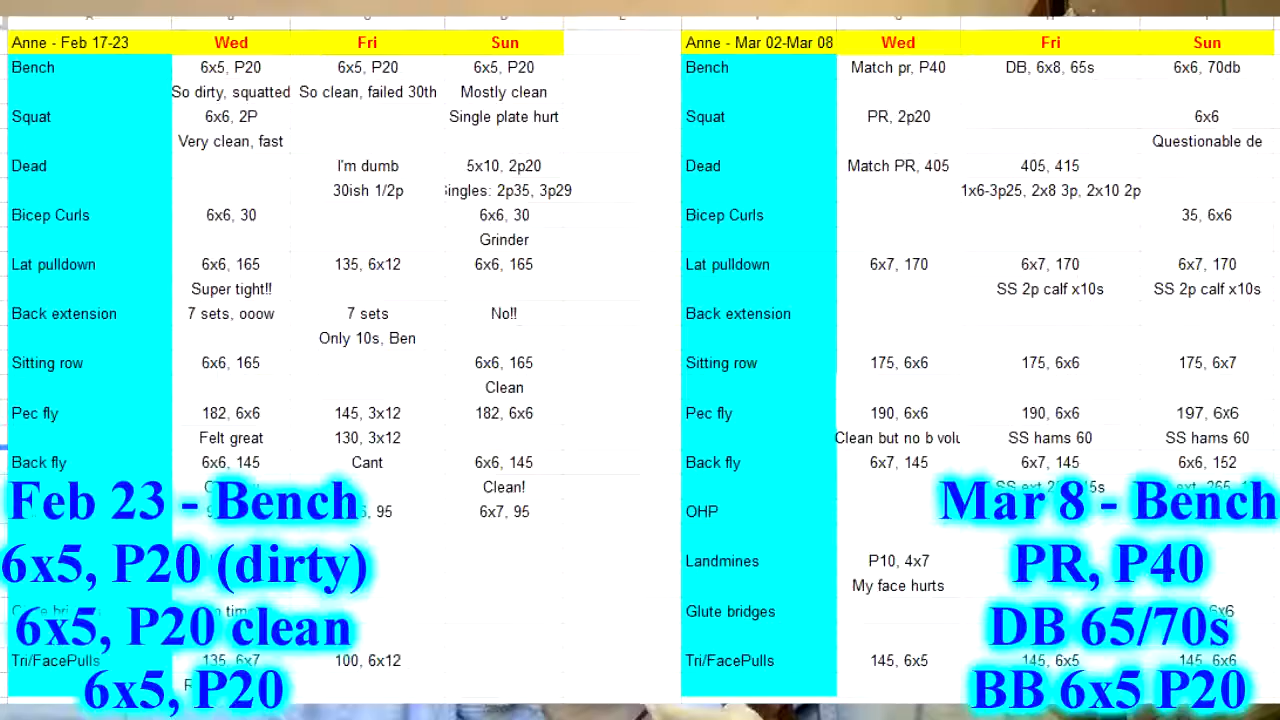 Anne - Feb 17-23 Wed Fri Sun
Bench 6x5, P20 6x5, P20 6x5, P20
So dirty, squatted So clean, failed 30th Mostly clean
Squat 6x6, 2P Single plate hurt
Very clean, fast
Dead I'm dumb 5x10, 2p20
30ish 1/2p ingles: 2p35, 3p29
Bicep Curls 6x6, 30 6x6, 30
Grinder
Lat pulldown 6x6, 165 135, 6x12 6x6, 165
Super tight!!
Back extension 7 sets, ooow 7 sets No!!
Only 10s, Ben
Sitting row 6x6, 165 6x6, 165
Clean
Pec fly 182, 6x6 145, 3x12 182, 6x6
Felt great 130, 3x12
Back fly 6x6, 145 Cant 6x6, 145
Clean!
95 6x7, 95
Tri/FacePulls 135, 6x7 100, 6x12
Feb 23 - Bench
6x5, P20 (dirty)
6x5, P20 clean
6x5, P20
Anne - Mar 02-Mar 08 Wed Fri Sun
Bench Match pr, P40 DB, 6x8, 65s 6x6, 70db
Squat PR, 2p20 6x6
Questionable de
Dead Match PR, 405 405, 415
1x6-3p25, 2x8 3p, 2x10 2p
Bicep Curls 35, 6x6
Lat pulldown 6x7, 170 6x7, 170 6x7, 170
SS 2p calf x10s SS 2p calf x10s
Back extension
Sitting row 175, 6x6 175, 6x6 175, 6x7
Pec fly 190, 6x6 190, 6x6 197, 6x6
Clean but no b volu SS hams 60 SS hams 60
Back fly 6x7, 145 6x7, 145 6x6, 152
OHP
Landmines P10, 4x7
My face hurts
Glute bridges 6x6
Tri/FacePulls 145, 6x5 145, 6x5 145, 6x6
Mar 8 - Bench
PR, P40
DB 65/70s
BB 6x5 P20